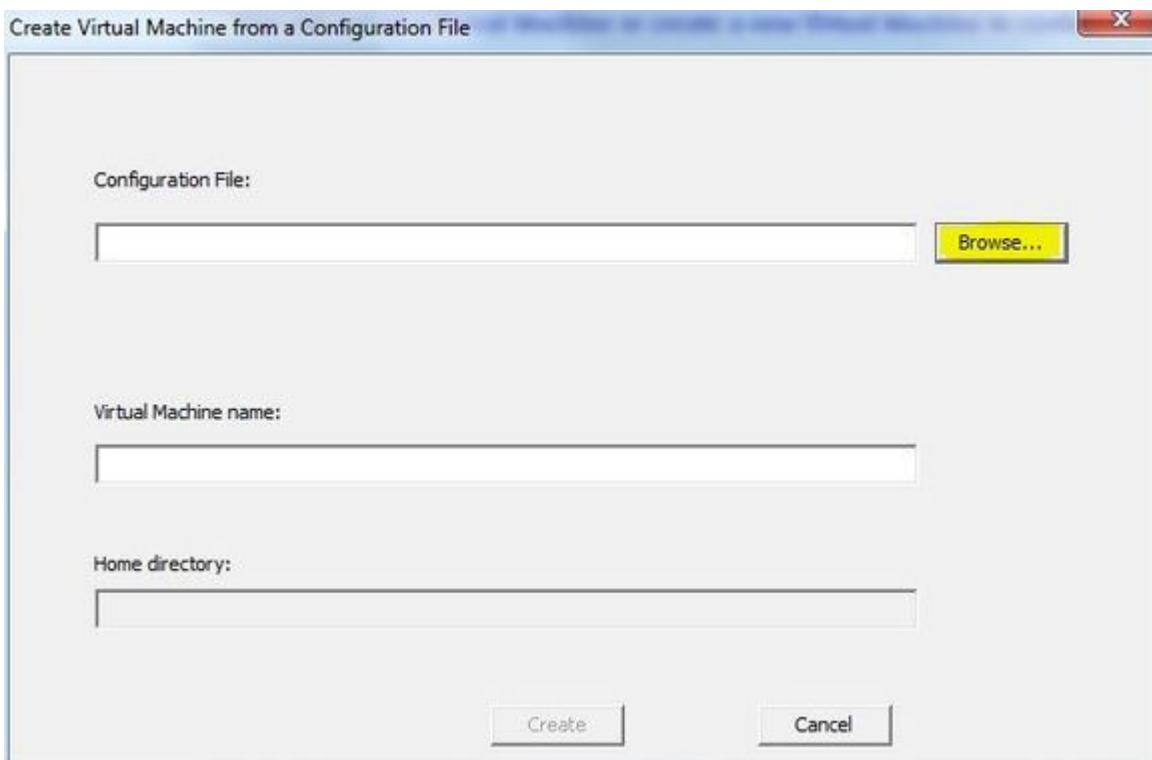 Create Virtual Machine from a Configuration File
Configuration File:
Browse...
Virtual Machine name:
Home directory:
Create
Cancel